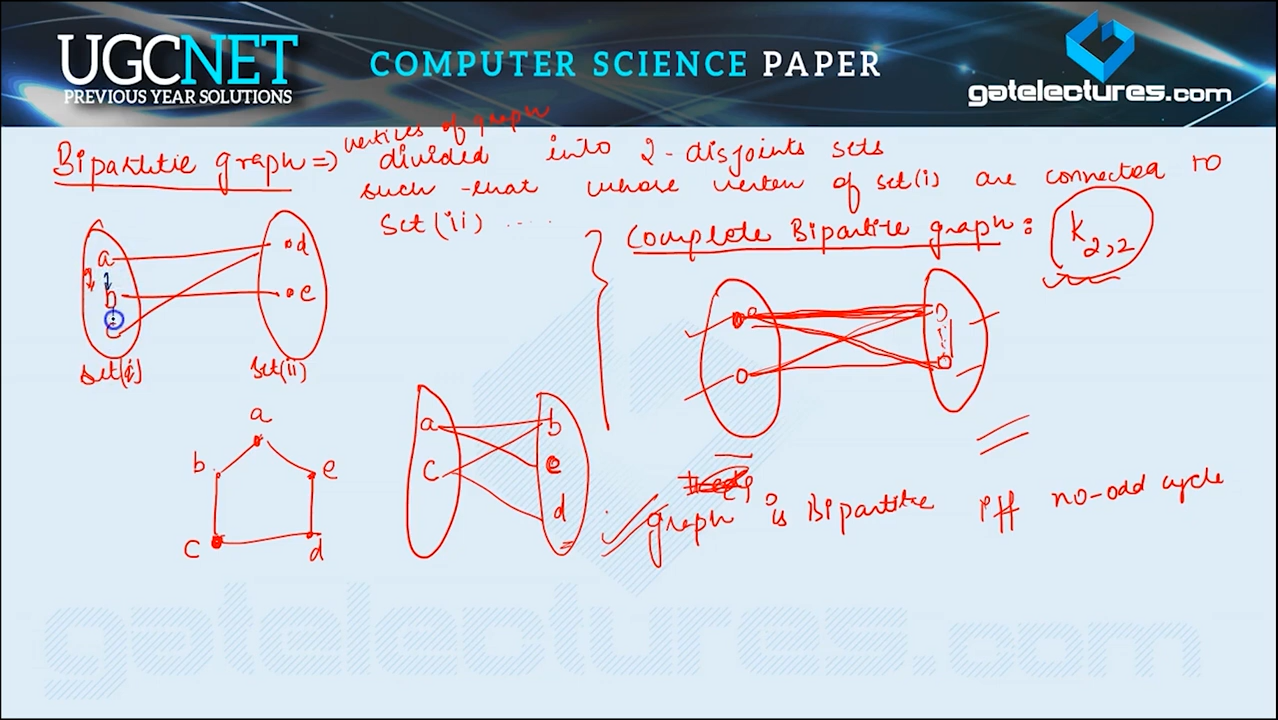 UGCNET
PREVIOUS YEAR SOLUTIONS
COMPUTER SCIENCE PAPER
gatelectures.com
vertices of graph
Bipartitie graph => divided into 2-disjoints sets
such that whose vertex of set(i) are connected to
set(ii) ....
Complete Bipartite graph: K2,2
a
b
c
d
e
set(i)
set(ii)
a
b
e
c
d
a
c
b
e
d
graph is Bipartitie iff no-odd cycle
gatelectures.com